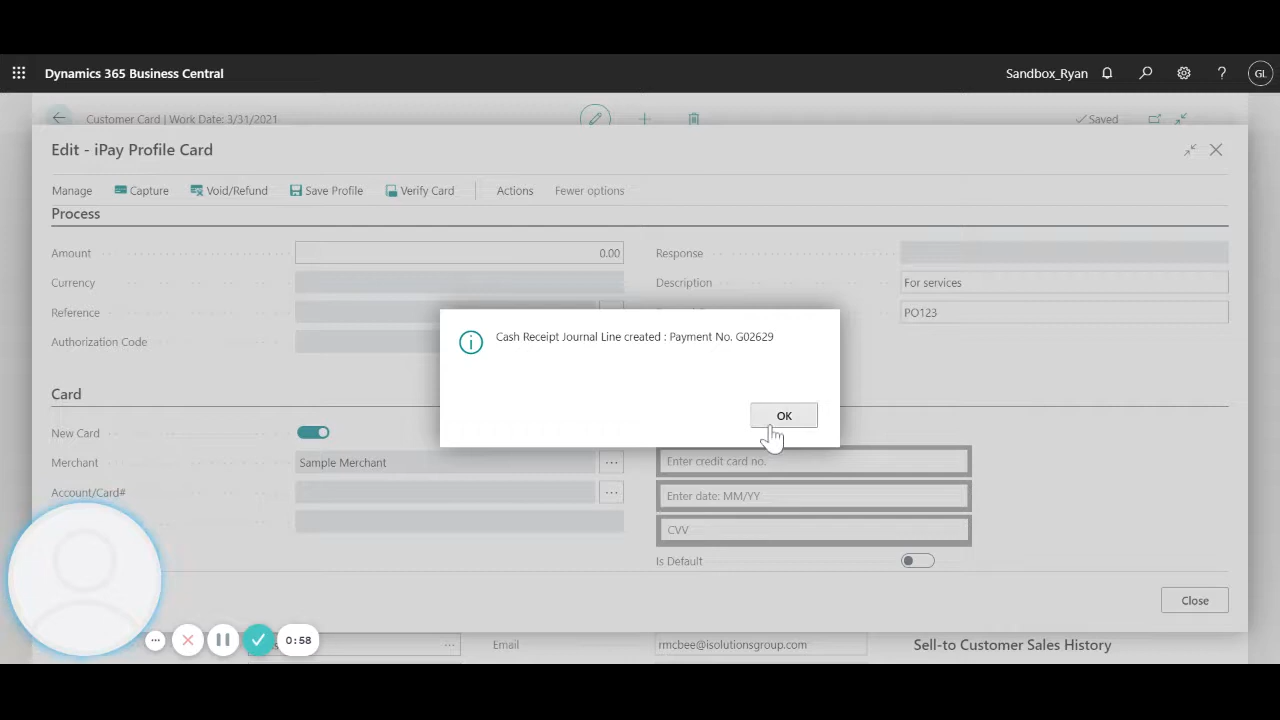 Dynamics 365 Business Central
Sandbox_Ryan
?
GL
Customer Card | Work Date: 3/31/2021
Saved
Edit - iPay Profile Card
Manage
Capture
Void/Refund
Save Profile
Verify Card
Actions
Fewer options
Process
Amount
0.00
Response
Currency
Description
For services
Reference
PO123
Authorization Code
Cash Receipt Journal Line created : Payment No. G02629
OK
Card
New Card
Merchant
Sample Merchant
Enter credit card no.
Account/Card#
Enter date: MM/YY
CVV
Is Default
Close
0:58
Email
rmcbee@isolutionsgroup.com
Sell-to Customer Sales History